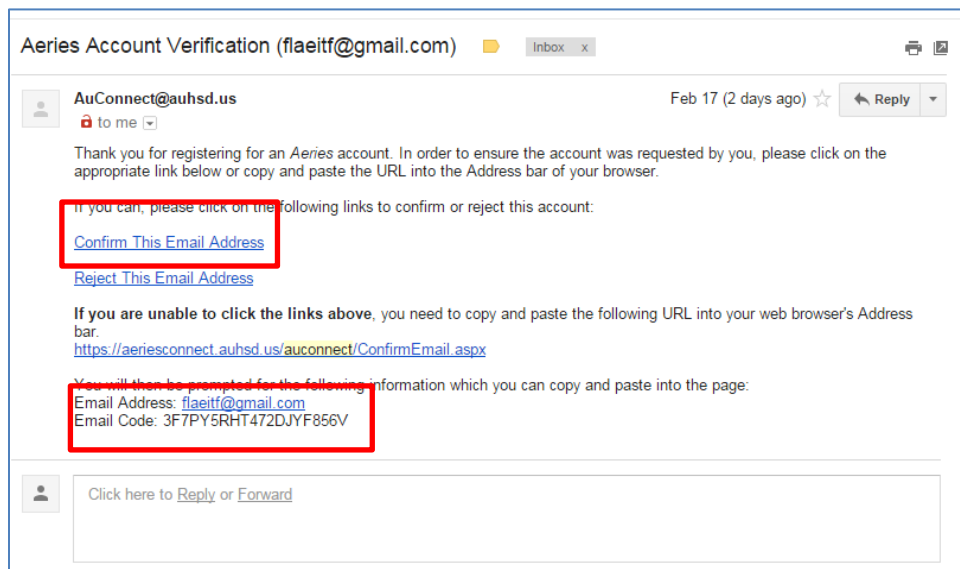 Aeries Account Verification (flaeitf@gmail.com) Inbox x
AuConnect@auhsd.us Feb 17 (2 days ago) Reply
to me
Thank you for registering for an Aeries account. In order to ensure the account was requested by you, please click on the
appropriate link below or copy and paste the URL into the Address bar of your browser.
If you can, please click on the following links to confirm or reject this account:
Confirm This Email Address
Reject This Email Address
If you are unable to click the links above, you need to copy and paste the following URL into your web browser's Address
bar.
https://aeriesconnect.auhsd.us/auconnect/ConfirmEmail.aspx
You will then be prompted for the following information which you can copy and paste into the page:
Email Address: flaeitf@gmail.com
Email Code: 3F7PY5RHT472DJYF856V
Click here to Reply or Forward